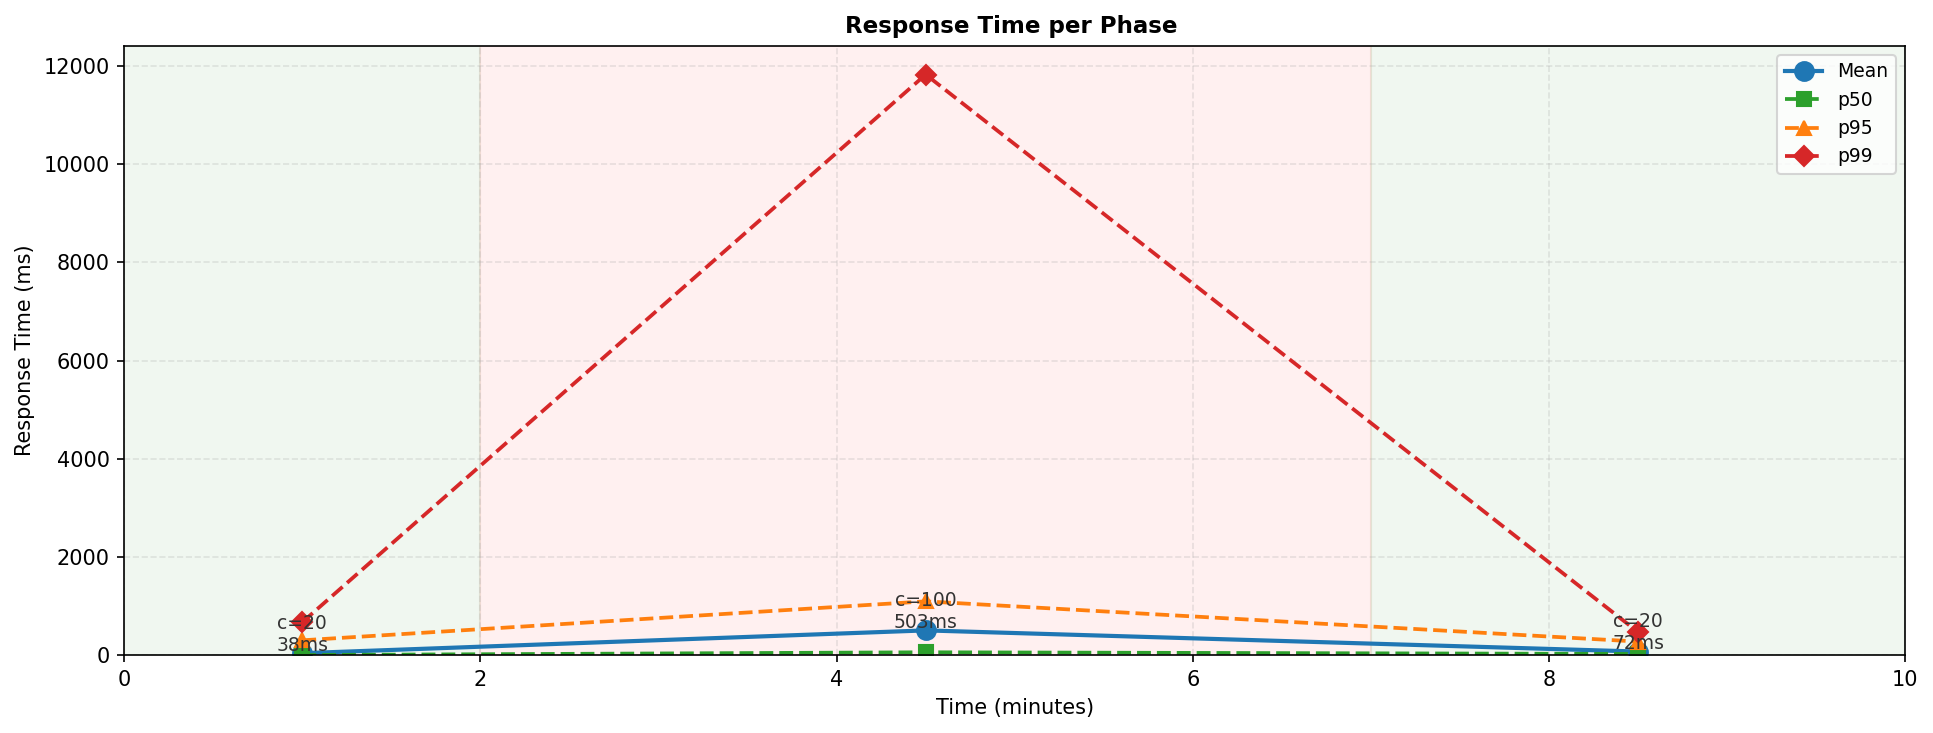 Response Time per Phase
Response Time (ms)
12000
10000
8000
6000
4000
2000
0
Mean
p50
p95
p99
c=20
38ms
c=100
503ms
c=20
72ms
0
2
4
6
8
10
Time (minutes)